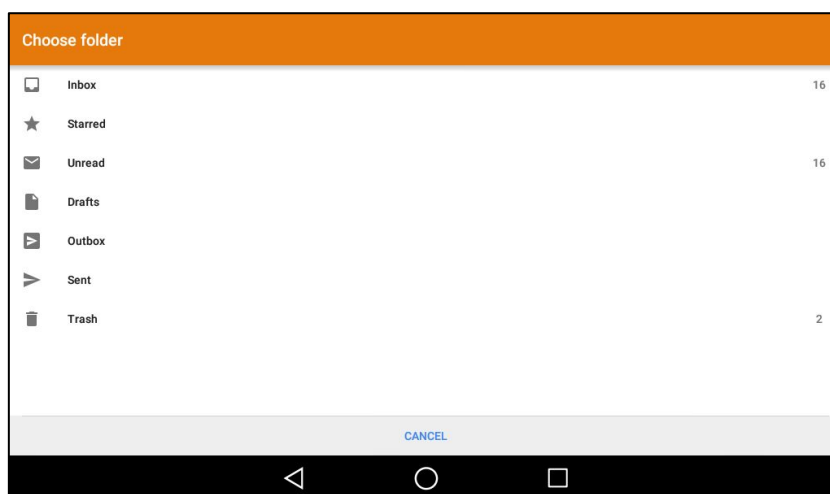 Choose folder
Inbox 16
Starred
Unread 16
Drafts
Outbox
Sent
Trash 2
CANCEL